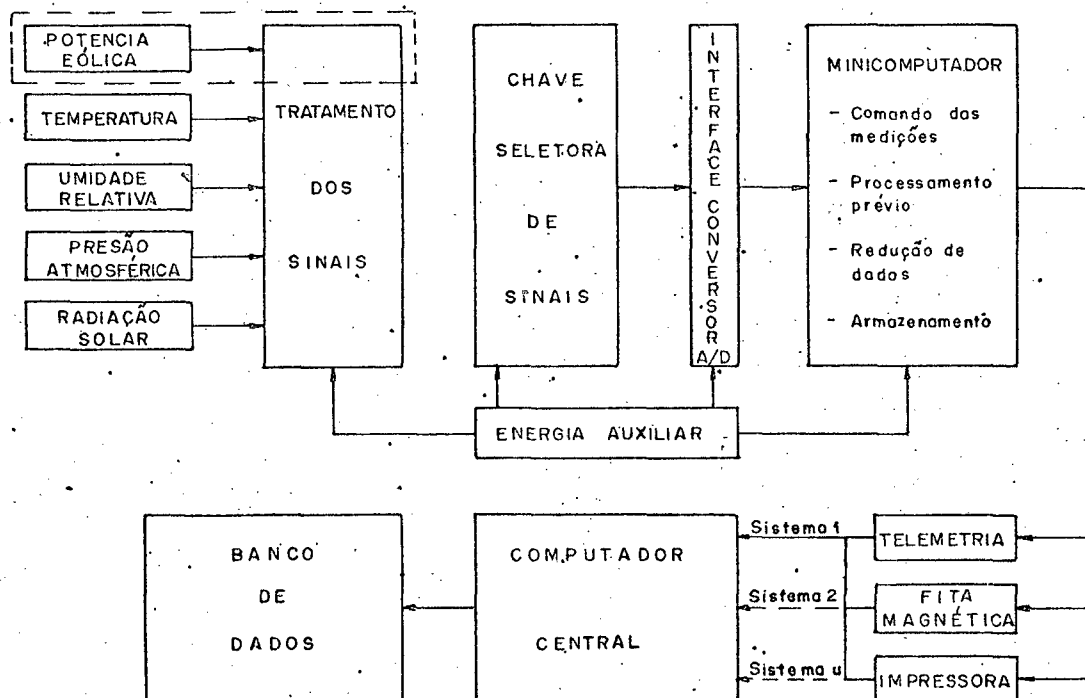 POTENCIA
EÓLICA
TEMPERATURA
UMIDADE
RELATIVA
PRESÃO
ATMOSFÉRICA
RADIAÇÃO
SOLAR
TRATAMENTO
DOS
SINAIS
CHAVE
SELETORA
DE
SINAIS
INTERFACE CONVERSOR
A/D
MINICOMPUTADOR
- Comando das
medições
- Processamento
prévio
- Redução de
dados
- Armazenamento
ENERGIA AUXILIAR
BANCO
DE
DADOS
COMPUTADOR
CENTRAL
Sistema 1
Sistema 2
Sistema u
TELEMETRIA
FITA
MAGNÉTICA
IMPRESSORA